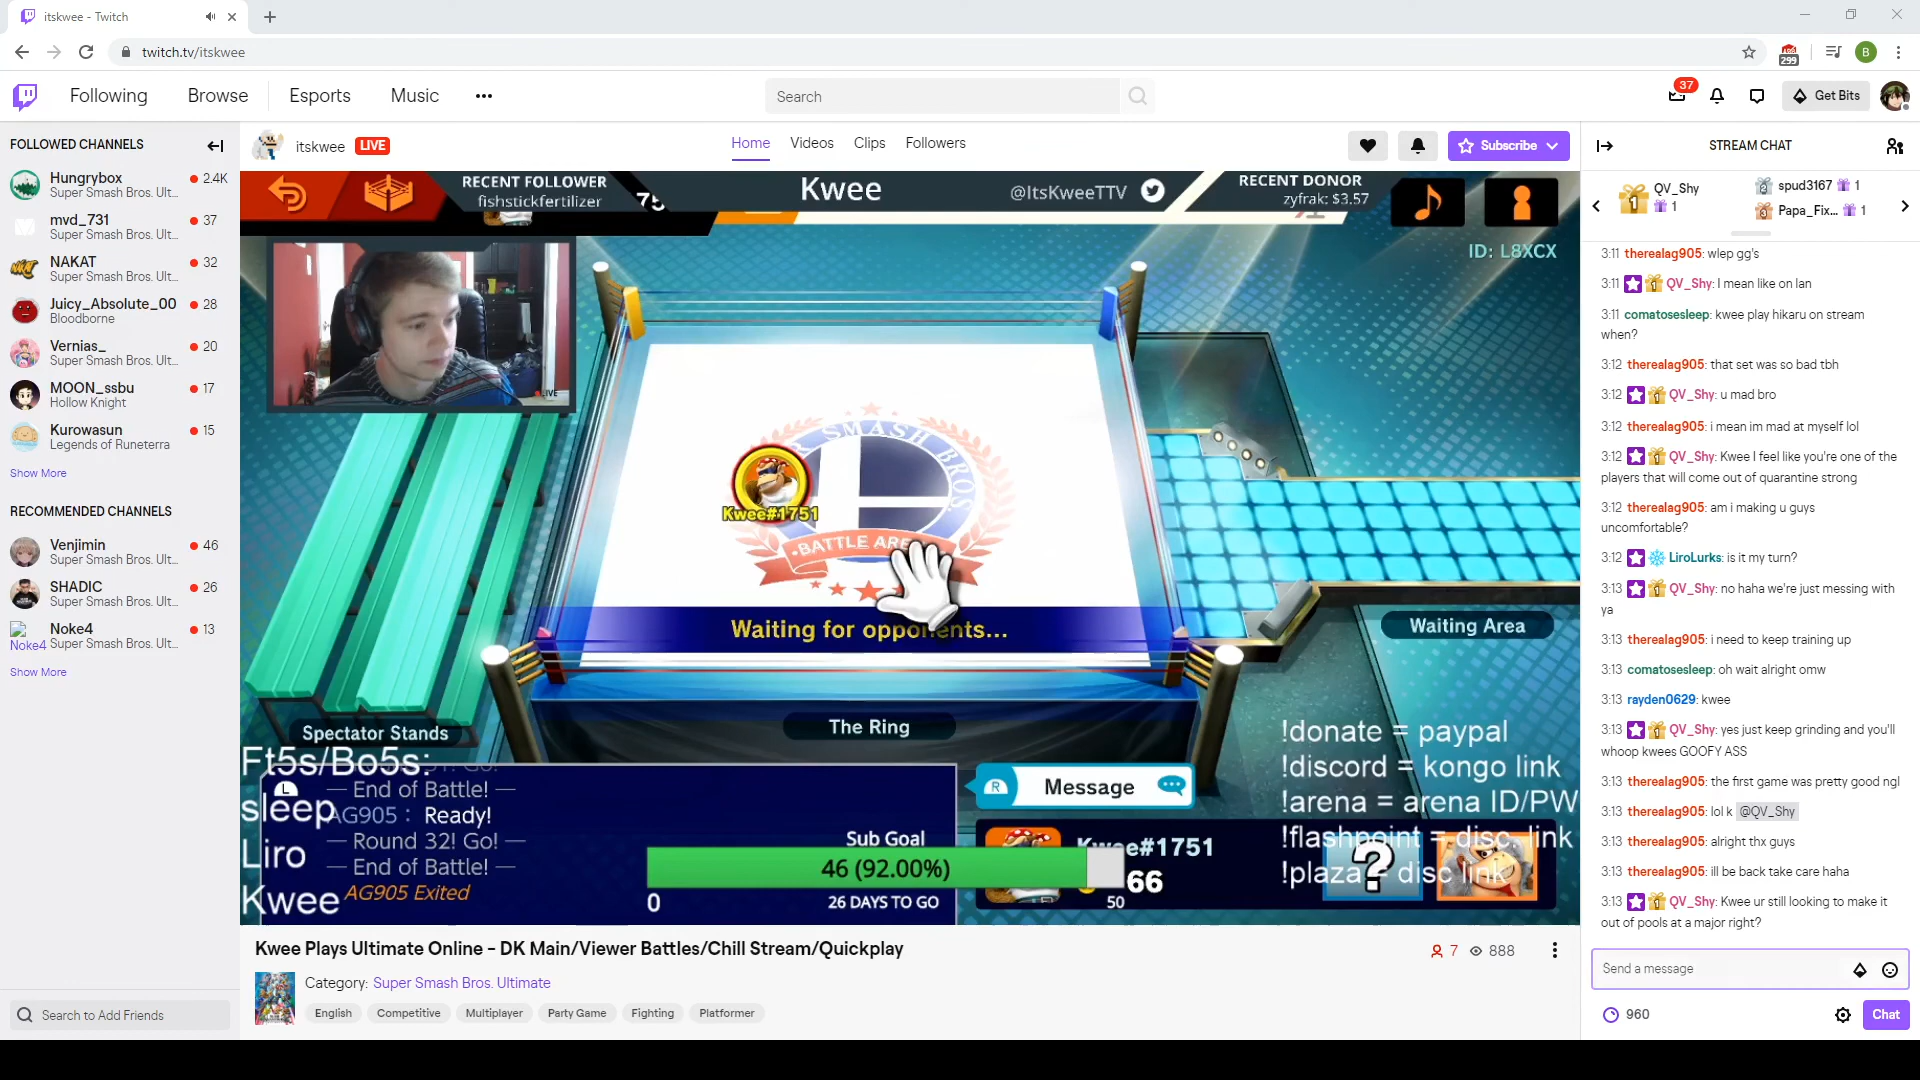 itskwee - Twitch
twitch.tv/itskwee
299
B
Following
Browse
Esports
Music
Search
37
Get Bits
FOLLOWED CHANNELS
Hungrybox
2.4K
Super Smash Bros. Ult...
mvd_731
37
Super Smash Bros. Ult...
NAKAT
32
Super Smash Bros. Ult...
Juicy_Absolute_00
28
Bloodborne
Vernias_
20
Super Smash Bros. Ult...
MOON_ssbu
17
Hollow Knight
Kurowasun
15
Legends of Runeterra
Show More
RECOMMENDED CHANNELS
Venjimin
46
Super Smash Bros. Ult...
SHADIC
26
Super Smash Bros. Ult...
Noke4
Noke4
13
Super Smash Bros. Ult...
Show More
Search to Add Friends
itskwee
LIVE
Home
Videos
Clips
Followers
Subscribe
RECENT FOLLOWER
fishstickfertilizer
75
Kwee
@ItsKweeTTV
RECENT DONOR
zyfrak: $3.57
ID: L8XCX
LIVE
SMASH BROS
Kwee#1751
BATTLE ARE
Waiting for opponents...
Waiting Area
Spectator Stands
The Ring
Ft5s/Bo5s:
sleep
Liro
Kwee
L
— End of Battle! —
AG905 : Ready!
— Round 32! Go! —
— End of Battle! —
AG905 Exited
Sub Goal
46 (92.00%)
0
26 DAYS TO GO
50
R
Message
Kwee#1751
66
?
!donate = paypal
!discord = kongo link
!arena = arena ID/PW
!flashpoint = disc. link
!plaza = disc link
Kwee Plays Ultimate Online - DK Main/Viewer Battles/Chill Stream/Quickplay
7
888
Category: Super Smash Bros. Ultimate
English
Competitive
Multiplayer
Party Game
Fighting
Platformer
STREAM CHAT
1
QV_Shy
1
2
spud3167
1
3
Papa_Fix...
1
3:11 therealag905: wlep gg's
3:11 QV_Shy: I mean like on lan
3:11 comatosesleep: kwee play hikaru on stream
when?
3:12 therealag905: that set was so bad tbh
3:12 QV_Shy: u mad bro
3:12 therealag905: i mean im mad at myself lol
3:12 QV_Shy: Kwee I feel like you're one of the
players that will come out of quarantine strong
3:12 therealag905: am i making u guys
uncomfortable?
3:12 LiroLurks: is it my turn?
3:13 QV_Shy: no haha we're just messing with
ya
3:13 therealag905: i need to keep training up
3:13 comatosesleep: oh wait alright omw
3:13 rayden0629: kwee
3:13 QV_Shy: yes just keep grinding and you'll
whoop kwees GOOFY ASS
3:13 therealag905: the first game was pretty good ngl
3:13 therealag905: lol k @QV_Shy
3:13 therealag905: alright thx guys
3:13 therealag905: ill be back take care haha
3:13 QV_Shy: Kwee ur still looking to make it
out of pools at a major right?
Send a message
960
Chat